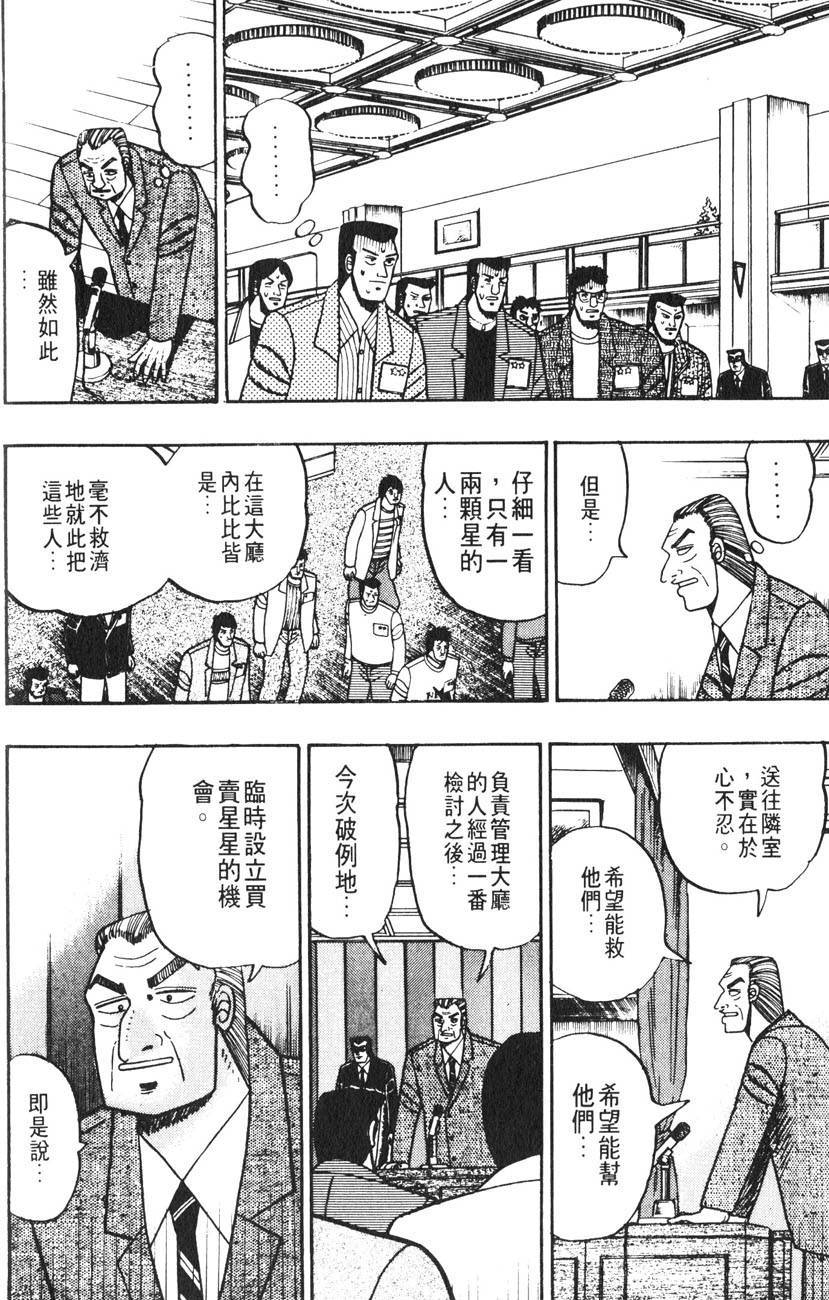 ………
………
雖然如此
…
………
但是…
仔細一看
，只有一
兩顆星的
人…
在這大廳
內比比皆
是…
毫不救濟
地就此把
這些人…
送往隣室
，實在於
心不忍。
希望能救
他們…
希望能幫
他們…
負責管理大廳
的人經過一番
檢討之後…
今次破例地…
臨時設立買
賣星星的機
會。
即是說…